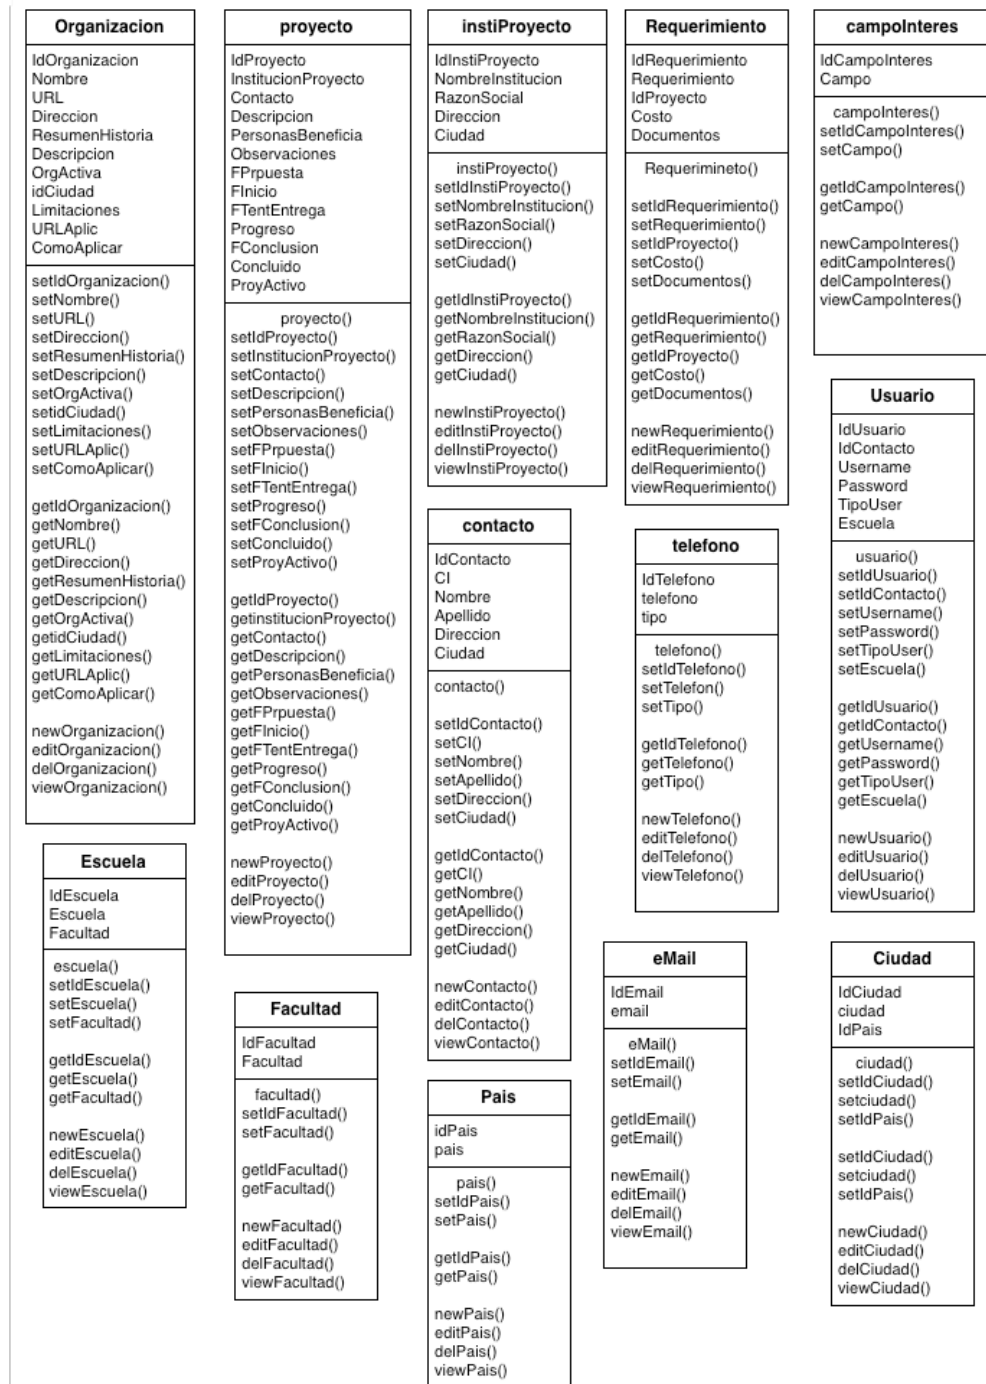 Organizacion
IdOrganizacion
Nombre
URL
Direccion
ResumenHistoria
Descripcion
OrgActiva
idCiudad
Limitaciones
URLAplic
ComoAplicar
setIdOrganizacion()
setNombre()
setURL()
setDireccion()
setResumenHistoria()
setDescripcion()
setOrgActiva()
setidCiudad()
setLimitaciones()
setURLAplic()
setComoAplicar()
getIdOrganizacion()
getNombre()
getURL()
getDireccion()
getResumenHistoria()
getDescripcion()
getOrgActiva()
getidCiudad()
getLimitaciones()
getURLAplic()
getComoAplicar()
newOrganizacion()
editOrganizacion()
delOrganizacion()
viewOrganizacion()
Escuela
IdEscuela
Escuela
Facultad
escuela()
setIdEscuela()
setEscuela()
setFacultad()
getIdEscuela()
getEscuela()
getFacultad()
newEscuela()
editEscuela()
delEscuela()
viewEscuela()
proyecto
IdProyecto
InstitucionProyecto
Contacto
Descripcion
PersonasBeneficia
Observaciones
FPrpuesta
FInicio
FTentEntrega
Progreso
FConclusion
Concluido
ProyActivo
proyecto()
setIdProyecto()
setInstitucionProyecto()
setContacto()
setDescripcion()
setPersonasBeneficia()
setObservaciones()
setFPrpuesta()
setFInicio()
setFTentEntrega()
setProgreso()
setFConclusion()
setConcluido()
setProyActivo()
getIdProyecto()
getinstitucionProyecto()
getContacto()
getDescripcion()
getPersonasBeneficia()
getObservaciones()
getFPrpuesta()
getFInicio()
getFTentEntrega()
getProgreso()
getFConclusion()
getConcluido()
getProyActivo()
newProyecto()
editProyecto()
delProyecto()
viewProyecto()
Facultad
IdFacultad
Facultad
facultad()
setIdFacultad()
setFacultad()
getIdFacultad()
getFacultad()
newFacultad()
editFacultad()
delFacultad()
viewFacultad()
instiProyecto
IdInstiProyecto
NombreInstitucion
RazonSocial
Direccion
Ciudad
instiProyecto()
setIdInstiProyecto()
setNombreInstitucion()
setRazonSocial()
setDireccion()
setCiudad()
getIdInstiProyecto()
getNombreInstitucion()
getRazonSocial()
getDireccion()
getCiudad()
newInstiProyecto()
editInstiProyecto()
delInstiProyecto()
viewInstiProyecto()
contacto
IdContacto
CI
Nombre
Apellido
Direccion
Ciudad
contacto()
setIdContacto()
setCI()
setNombre()
setApellido()
setDireccion()
setCiudad()
getIdContacto()
getCI()
getNombre()
getApellido()
getDireccion()
getCiudad()
newContacto()
editContacto()
delContacto()
viewContacto()
Pais
idPais
pais
pais()
setIdPais()
setPais()
getIdPais()
getPais()
newPais()
editPais()
delPais()
viewPais()
Requerimiento
IdRequerimiento
Requerimiento
IdProyecto
Costo
Documentos
Requerimineto()
setIdRequerimiento()
setRequerimiento()
setIdProyecto()
setCosto()
setDocumentos()
getIdRequerimiento()
getRequerimiento()
getIdProyecto()
getCosto()
getDocumentos()
newRequerimiento()
editRequerimiento()
delRequerimiento()
viewRequerimiento()
telefono
IdTelefono
telefono
tipo
telefono()
setIdTelefono()
setTelefon()
setTipo()
getIdTelefono()
getTelefono()
getTipo()
newTelefono()
editTelefono()
delTelefono()
viewTelefono()
eMail
IdEmail
email
eMail()
setIdEmail()
setEmail()
getIdEmail()
getEmail()
newEmail()
editEmail()
delEmail()
viewEmail()
campoInteres
IdCampoInteres
Campo
campoInteres()
setIdCampoInteres()
setCampo()
getIdCampoInteres()
getCampo()
newCampoInteres()
editCampoInteres()
delCampoInteres()
viewCampoInteres()
Usuario
IdUsuario
IdContacto
Username
Password
TipoUser
Escuela
usuario()
setIdUsuario()
setIdContacto()
setUsername()
setPassword()
setTipoUser()
setEscuela()
getIdUsuario()
getIdContacto()
getUsername()
getPassword()
getTipoUser()
getEscuela()
newUsuario()
editUsuario()
delUsuario()
viewUsuario()
Ciudad
IdCiudad
ciudad
IdPais
ciudad()
setIdCiudad()
setciudad()
setIdPais()
setIdCiudad()
setciudad()
setIdPais()
newCiudad()
editCiudad()
delCiudad()
viewCiudad()